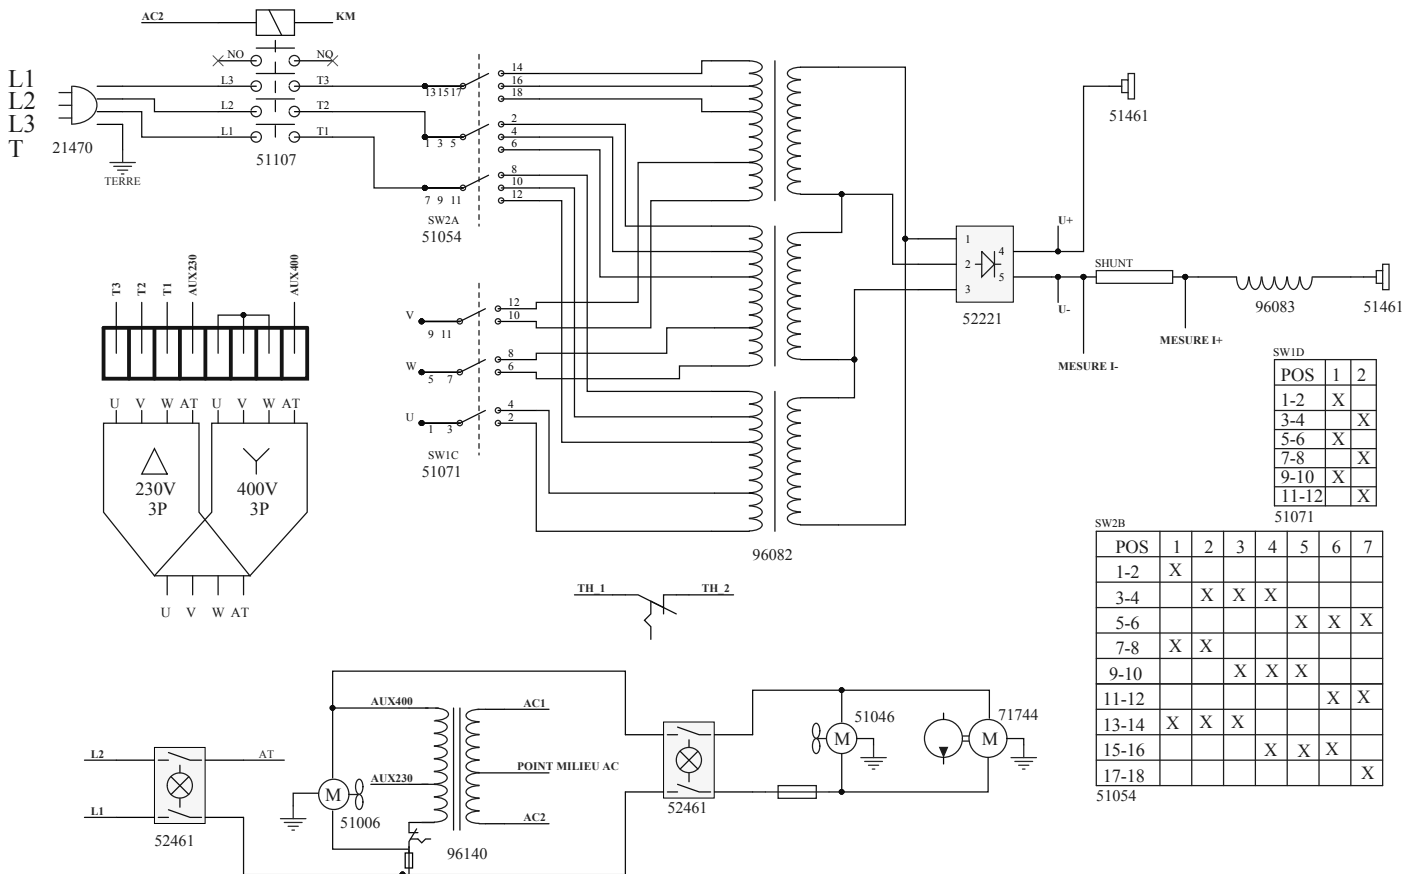 AC2
KM
NO
NO
L1
L2
L3
T
21470
TERRE
L3
T3
L2
T2
L1
T1
51107
13 15 17
14
16
18
1 3 5
2
4
6
7 9 11
8
10
12
SW2A
51054
V
9 11
12
10
W
5 7
8
6
U
1 3
4
2
SW1C
51071
96082
1
2
3
4
5
52221
U+
U-
51461
SHUNT
MESURE I-
MESURE I+
96083
51461
T3
T2
T1
AUX230
AUX400
U V W AT U V W AT
230V
3P
400V
3P
U V W AT
TH_1
TH_2
SW1D
POS 1 2
1-2 X
3-4 X
5-6 X
7-8 X
9-10 X
11-12 X
51071
SW2B
POS 1 2 3 4 5 6 7
1-2 X
3-4 X X X
5-6 X X X
7-8 X X
9-10 X X X
11-12 X X
13-14 X X X
15-16 X X X
17-18 X
51054
L2
AT
L1
52461
AUX400
AUX230
M
51006
AC1
POINT MILIEU AC
AC2
96140
52461
51046
M
71744
M